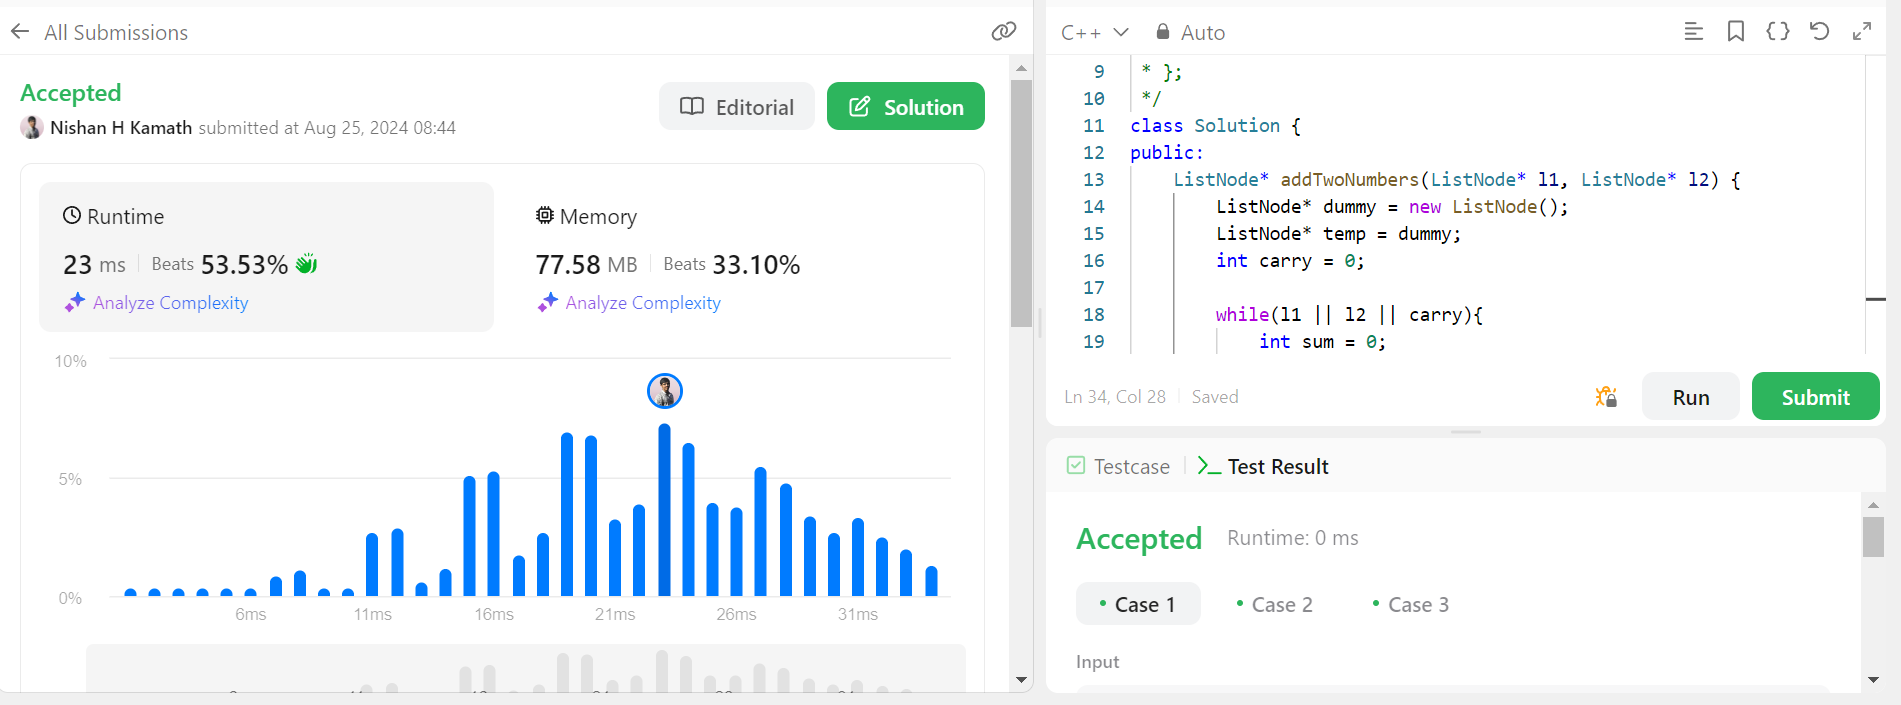 All Submissions
Accepted
Nishan H Kamath submitted at Aug 25, 2024 08:44
Editorial
Solution
Runtime
23 ms Beats 53.53%
Analyze Complexity
Memory
77.58 MB Beats 33.10%
Analyze Complexity
10%
5%
0%
6ms 11ms 16ms 21ms 26ms 31ms
C++ Auto
9 * };
10 */
11 class Solution {
12 public:
13 ListNode* addTwoNumbers(ListNode* l1, ListNode* l2) {
14 ListNode* dummy = new ListNode();
15 ListNode* temp = dummy;
16 int carry = 0;
17
18 while(l1 || l2 || carry){
19 int sum = 0;
Ln 34, Col 28 Saved
Run
Submit
Testcase
Test Result
Accepted Runtime: 0 ms
Case 1 Case 2 Case 3
Input